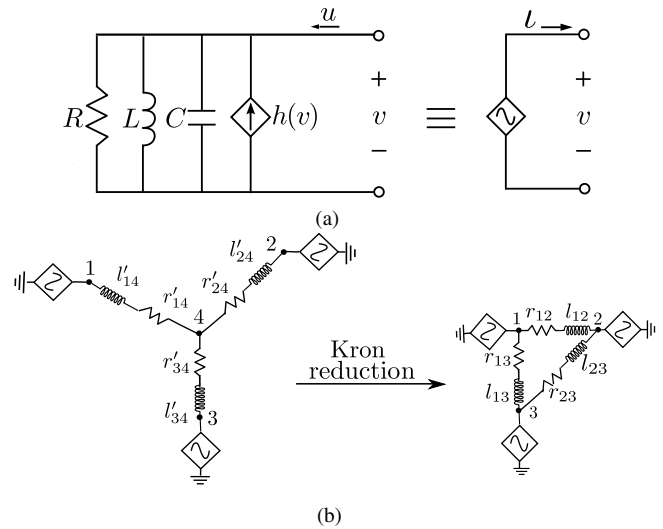 u
ι
R L C h(v) + v − ≡ + v −
(a)
1 l′14 r′14 4 r′24 l′24 2
r′34
l′34 3
Kron
reduction
1 r12 l12 2
r13 l23
l13 r23
3
(b)